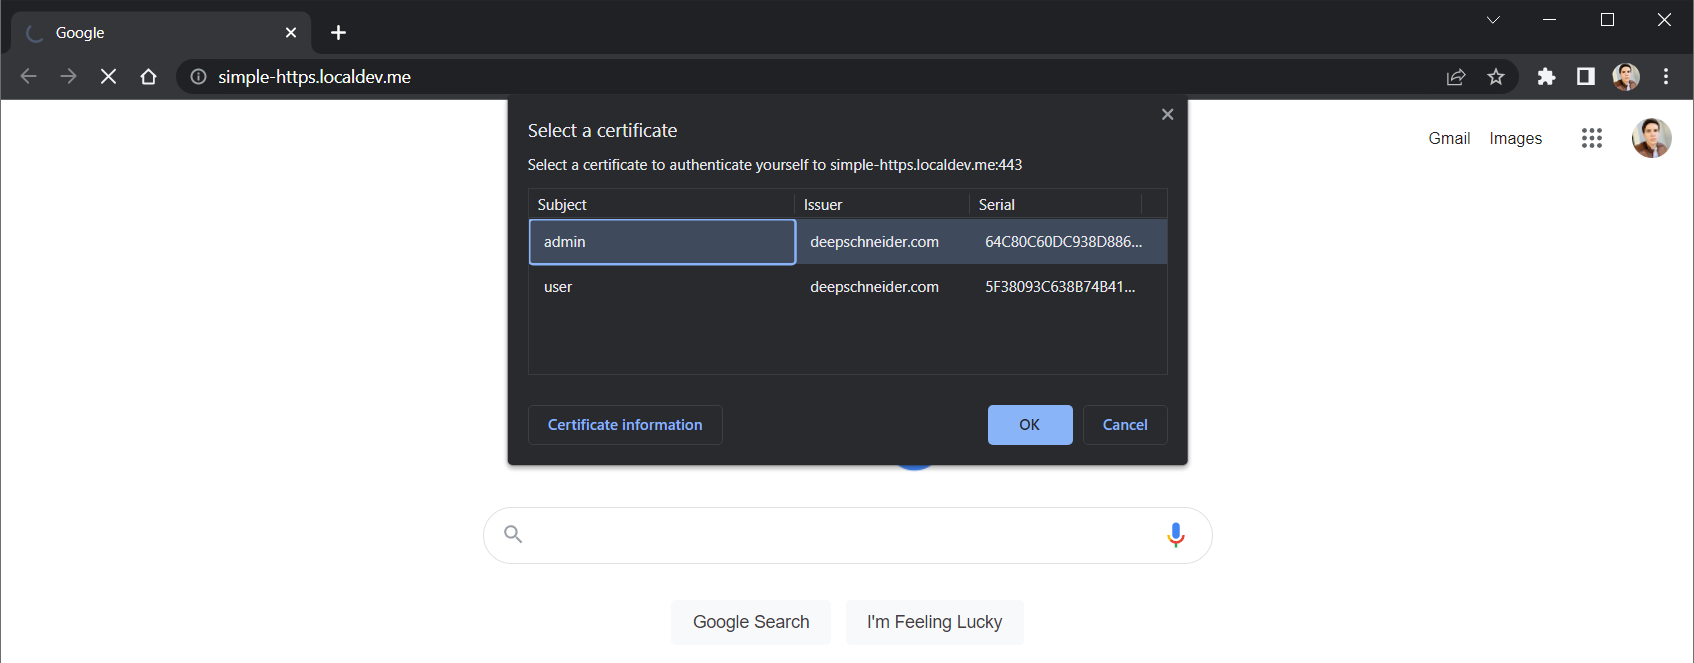 Google
simple-https.localdev.me
Gmail Images
Select a certificate
Select a certificate to authenticate yourself to simple-https.localdev.me:443
Subject Issuer Serial
admin deepschneider.com 64C80C60DC938D886...
user deepschneider.com 5F38093C638B74B41...
Certificate information OK Cancel
Google Search I'm Feeling Lucky